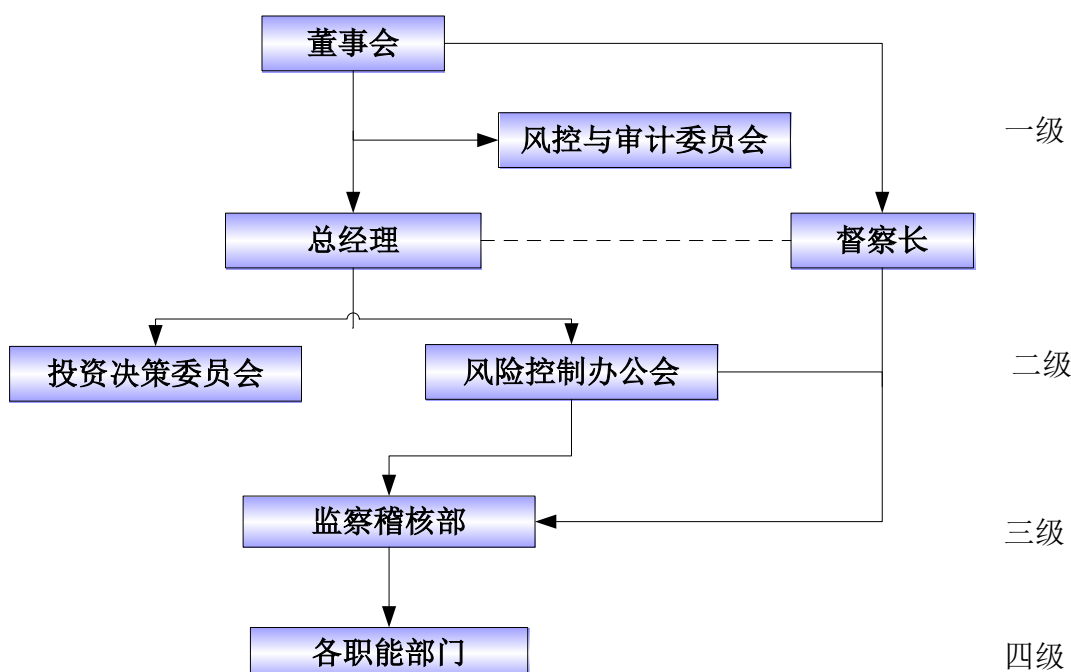 董事会
风控与审计委员会
一级
总经理
督察长
投资决策委员会
风险控制办公会
二级
监察稽核部
三级
各职能部门
四级